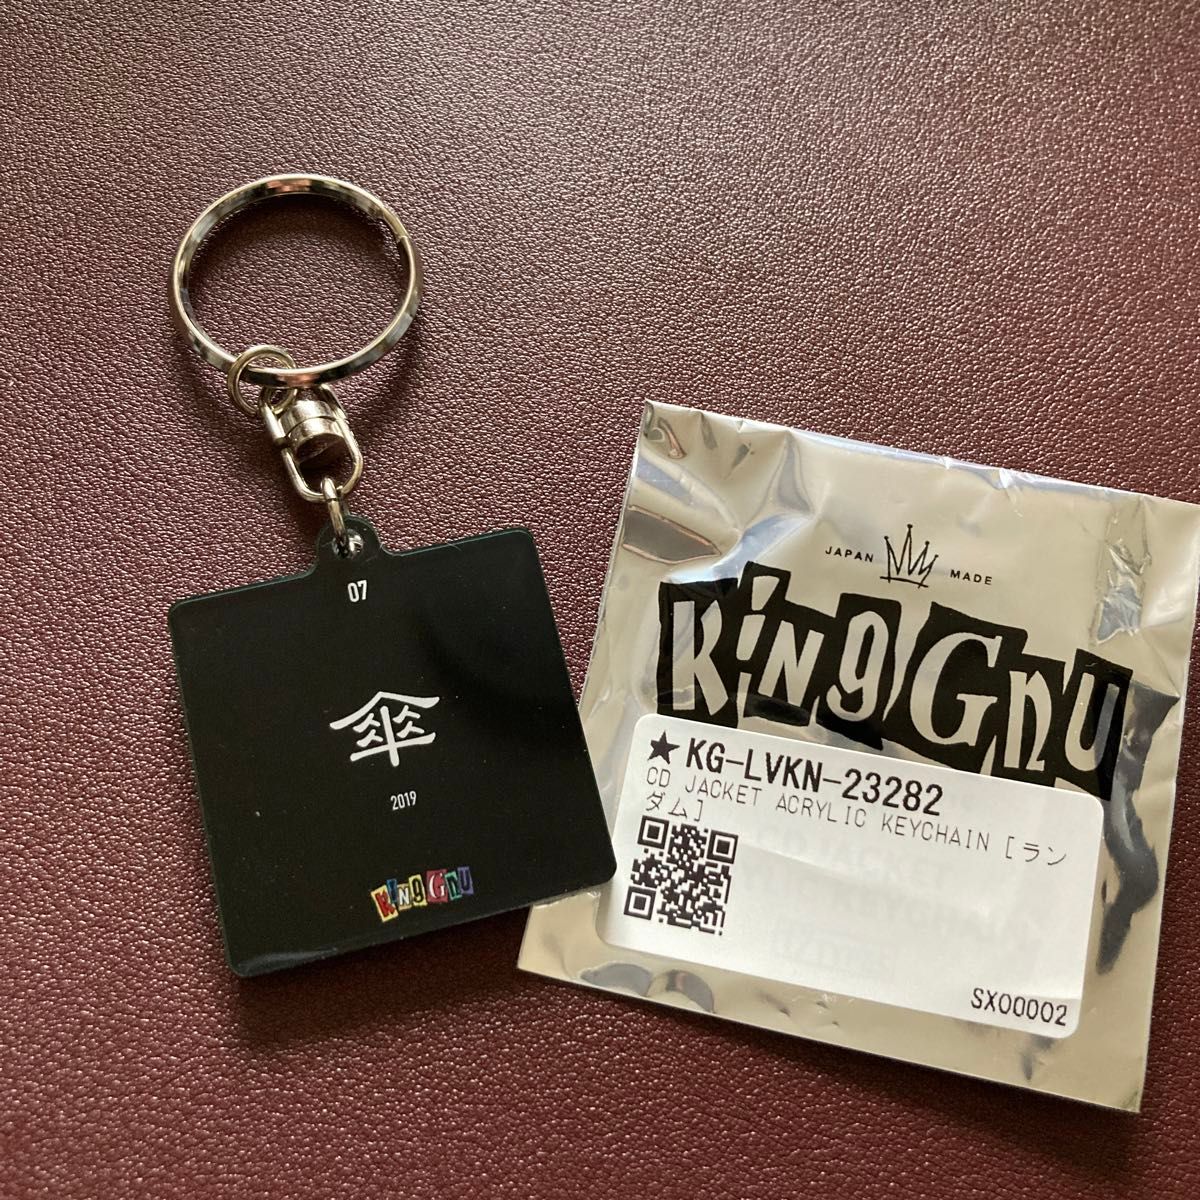 07
傘
2019
King Gnu
JAPAN MADE
King Gnu
★KG-LVKN-23282
CD JACKET ACRYLIC KEYCHAIN [ラン
ダム]
SX00002